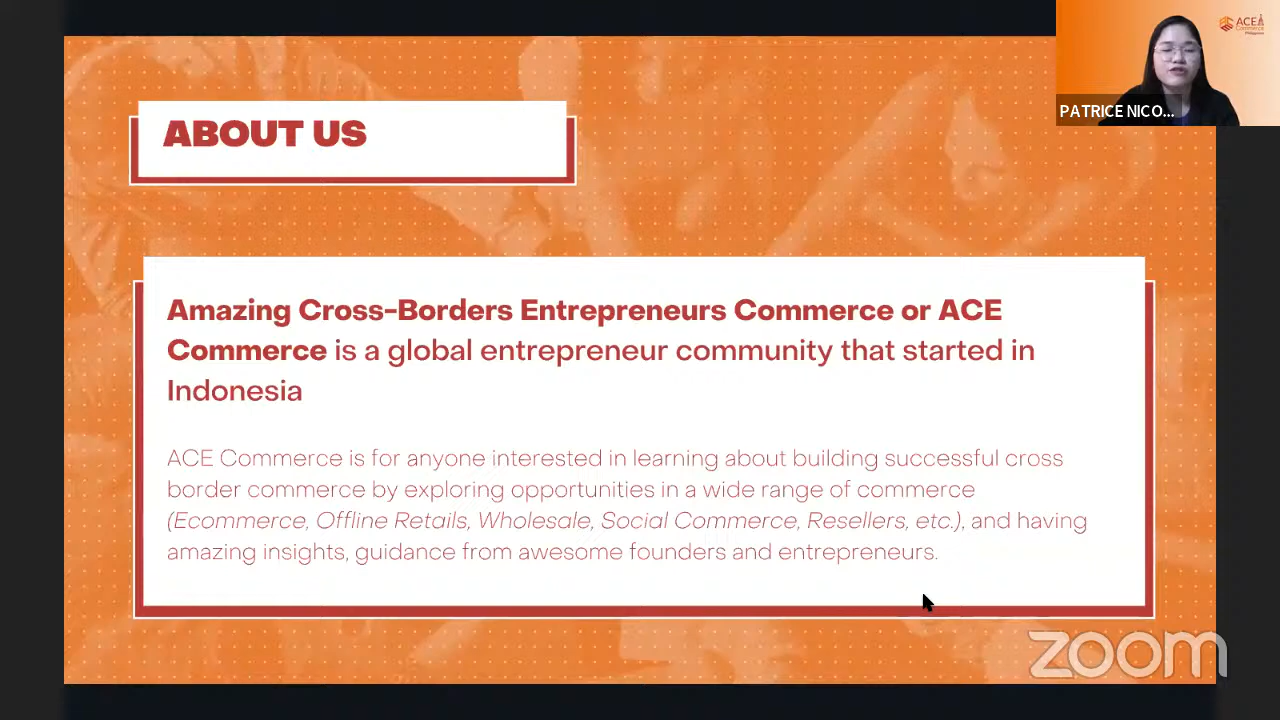 ACE
Commerce
Philippines
PATRICE NICO...
ABOUT US
Amazing Cross-Borders Entrepreneurs Commerce or ACE
Commerce is a global entrepreneur community that started in
Indonesia
ACE Commerce is for anyone interested in learning about building successful cross
border commerce by exploring opportunities in a wide range of commerce
(Ecommerce, Offline Retails, Wholesale, Social Commerce, Resellers, etc.), and having
amazing insights, guidance from awesome founders and entrepreneurs.
zoom